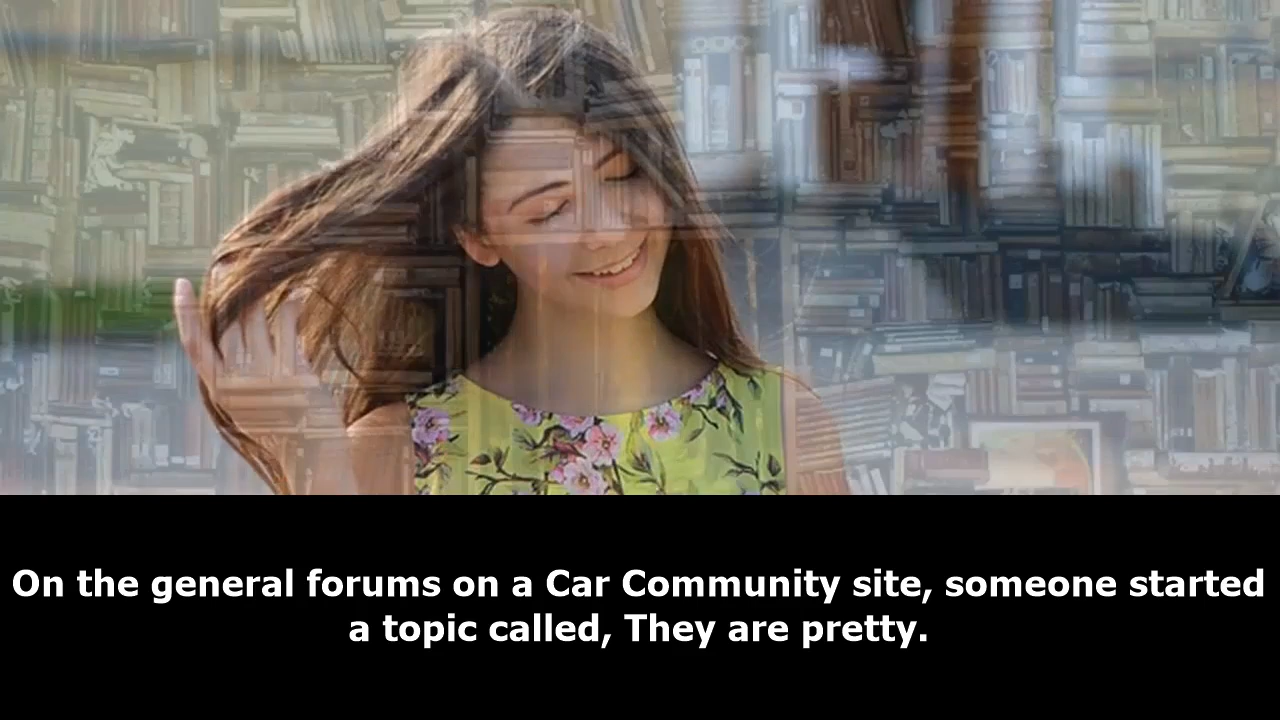 On the general forums on a Car Community site, someone started
a topic called, They are pretty.